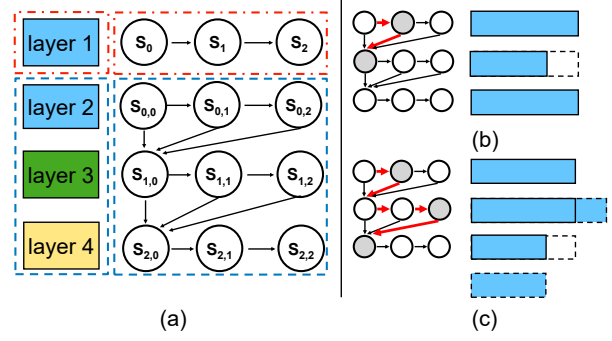 layer 1
S0 S1 S2
layer 2
S0,0 S0,1 S0,2
layer 3
S1,0 S1,1 S1,2
layer 4
S2,0 S2,1 S2,2
(a)
(b)
(c)